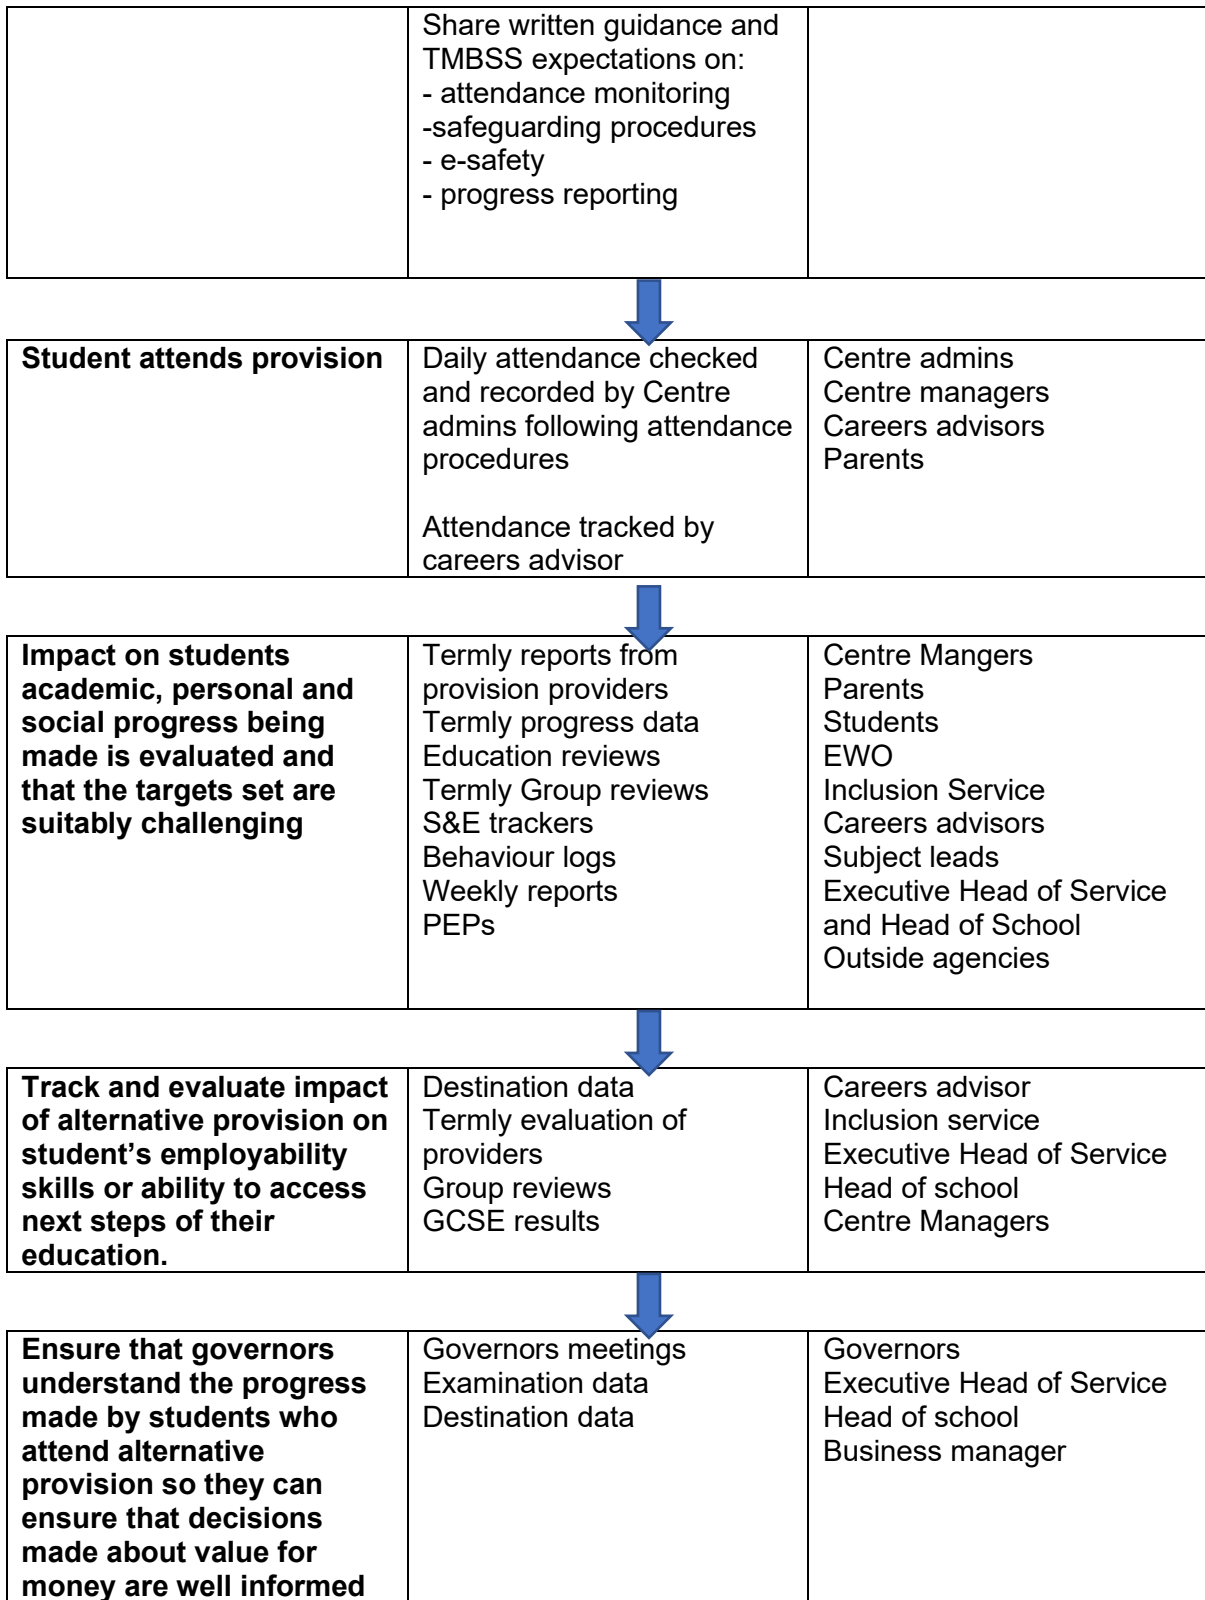 Share written guidance and
TMBSS expectations on:
- attendance monitoring
-safeguarding procedures
- e-safety
- progress reporting
Student attends provision
Daily attendance checked
and recorded by Centre
admins following attendance
procedures
Attendance tracked by
careers advisor
Centre admins
Centre managers
Careers advisors
Parents
Impact on students
academic, personal and
social progress being
made is evaluated and
that the targets set are
suitably challenging
Termly reports from
provision providers
Termly progress data
Education reviews
Termly Group reviews
S&E trackers
Behaviour logs
Weekly reports
PEPs
Centre Mangers
Parents
Students
EWO
Inclusion Service
Careers advisors
Subject leads
Executive Head of Service
and Head of School
Outside agencies
Track and evaluate impact
of alternative provision on
student’s employability
skills or ability to access
next steps of their
education.
Destination data
Termly evaluation of
providers
Group reviews
GCSE results
Careers advisor
Inclusion service
Executive Head of Service
Head of school
Centre Managers
Ensure that governors
understand the progress
made by students who
attend alternative
provision so they can
ensure that decisions
made about value for
money are well informed
Governors meetings
Examination data
Destination data
Governors
Executive Head of Service
Head of school
Business manager